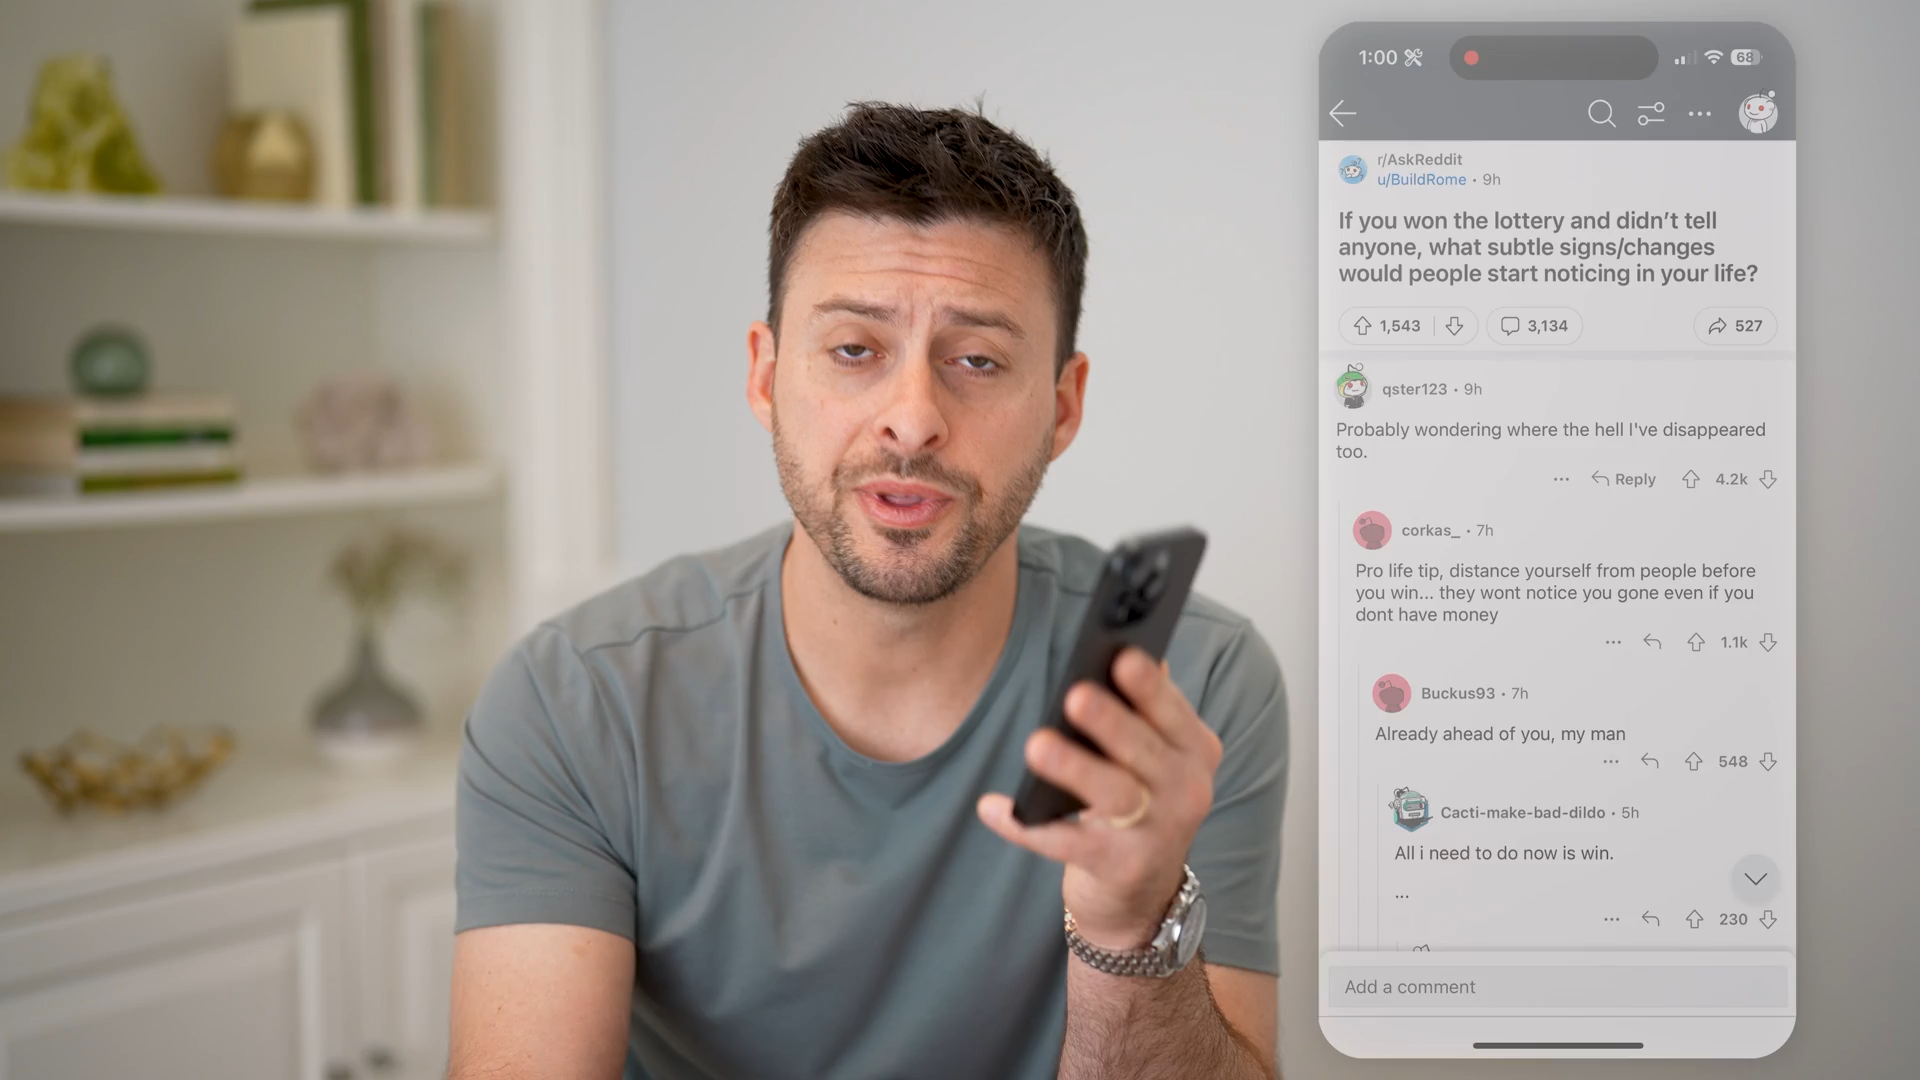 1:00
68
r/AskReddit
u/BuildRome • 9h
If you won the lottery and didn’t tell
anyone, what subtle signs/changes
would people start noticing in your life?
1,543
3,134
527
qster123 • 9h
Probably wondering where the hell I've disappeared
too.
... Reply 4.2k
corkas_ • 7h
Pro life tip, distance yourself from people before
you win... they wont notice you gone even if you
dont have money
... 1.1k
Buckus93 • 7h
Already ahead of you, my man
... 548
Cacti-make-bad-dildo • 5h
All i need to do now is win.
...
... 230
Add a comment